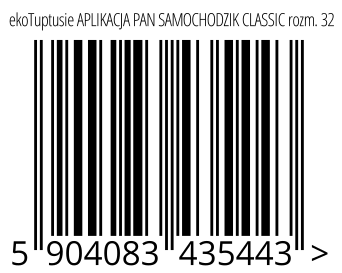 ekoTuptusie APLIKACJA PAN SAMOCHODZIK CLASSIC rozm. 32
5 904083 435443 >